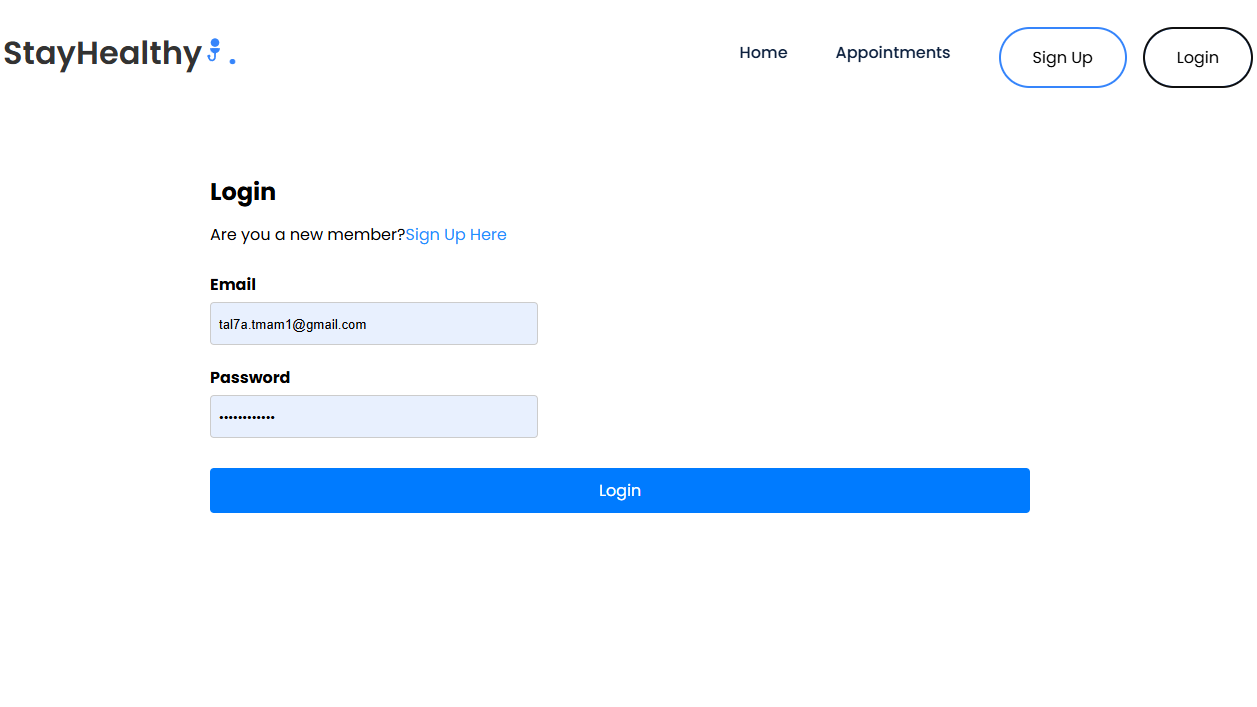 StayHealthy.
Home Appointments Sign Up Login
Login
Are you a new member?Sign Up Here
Email
tal7a.tmam1@gmail.com
Password
••••••••••••
Login